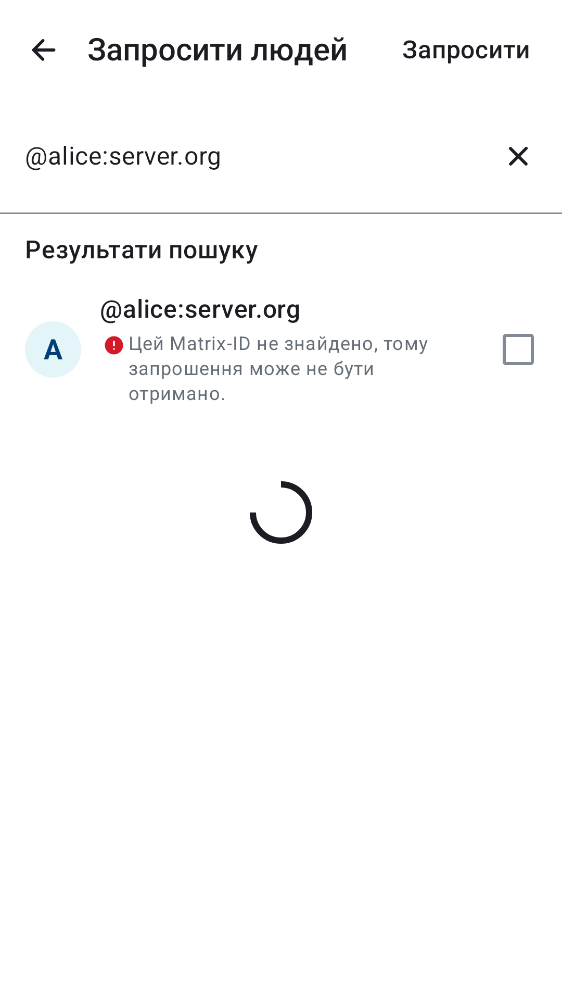 Запросити людей
Запросити
@alice:server.org
Результати пошуку
A
@alice:server.org
Цей Matrix-ID не знайдено, тому
запрошення може не бути
отримано.